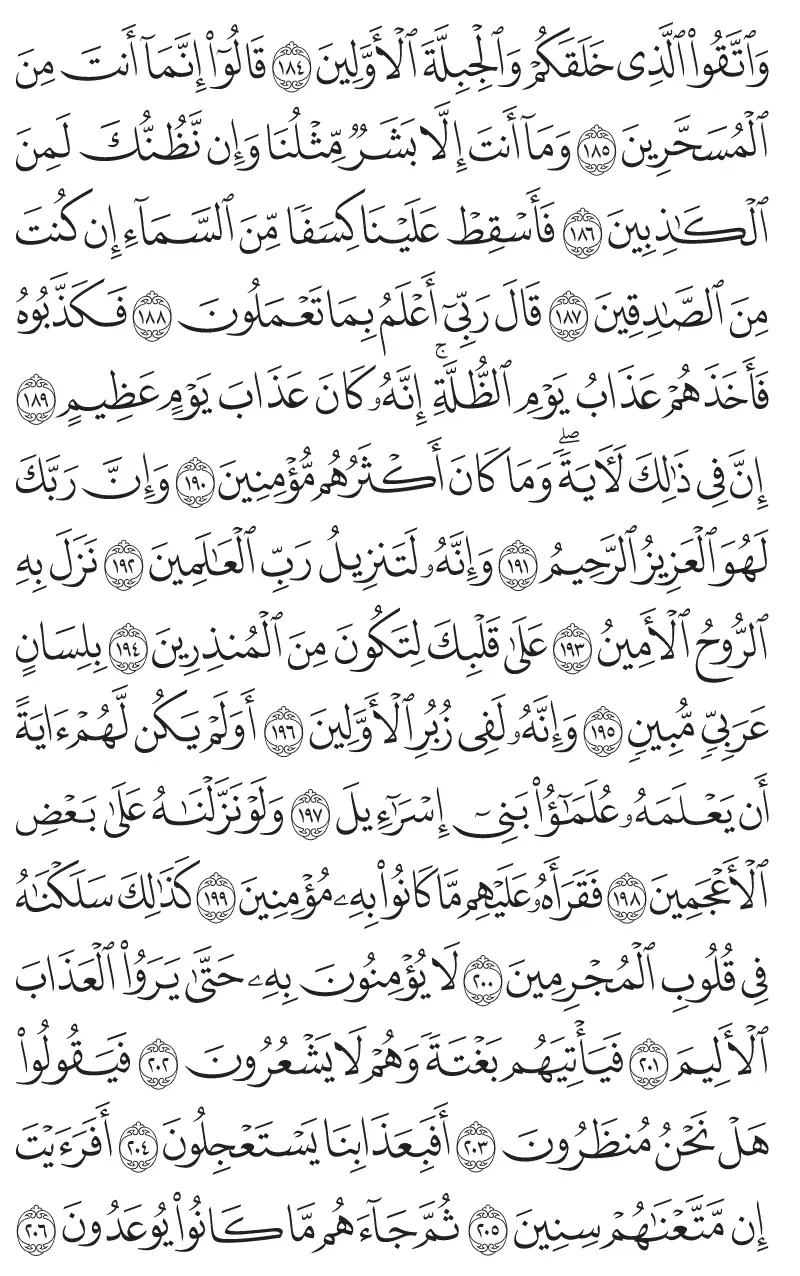 وَٱتَّقُوا۟ ٱلَّذِى خَلَقَكُمْ وَٱلْجِبِلَّةَ ٱلْأَوَّلِينَ ١٨٤ قَالُوٓا۟ إِنَّمَآ أَنتَ مِنَ
ٱلْمُسَحَّرِينَ ١٨٥ وَمَآ أَنتَ إِلَّا بَشَرٌ مِّثْلُنَا وَإِن نَّظُنُّكَ لَمِنَ
ٱلْكَـٰذِبِينَ ١٨٦ فَأَسْقِطْ عَلَيْنَا كِسَفًا مِّنَ ٱلسَّمَآءِ إِن كُنتَ
مِنَ ٱلصَّـٰدِقِينَ ١٨٧ قَالَ رَبِّىٓ أَعْلَمُ بِمَا تَعْمَلُونَ ١٨٨ فَكَذَّبُوهُ
فَأَخَذَهُمْ عَذَابُ يَوْمِ ٱلظُّلَّةِ ۚ إِنَّهُۥ كَانَ عَذَابَ يَوْمٍ عَظِيمٍ ١٨٩
إِنَّ فِى ذَٰلِكَ لَـَٔايَةً ۖ وَمَا كَانَ أَكْثَرُهُم مُّؤْمِنِينَ ١٩٠ وَإِنَّ رَبَّكَ
لَهُوَ ٱلْعَزِيزُ ٱلرَّحِيمُ ١٩١ وَإِنَّهُۥ لَتَنزِيلُ رَبِّ ٱلْعَـٰلَمِينَ ١٩٢ نَزَلَ بِهِ
ٱلرُّوحُ ٱلْأَمِينُ ١٩٣ عَلَىٰ قَلْبِكَ لِتَكُونَ مِنَ ٱلْمُنذِرِينَ ١٩٤ بِلِسَانٍ
عَرَبِىٍّ مُّبِينٍ ١٩٥ وَإِنَّهُۥ لَفِى زُبُرِ ٱلْأَوَّلِينَ ١٩٦ أَوَلَمْ يَكُن لَّهُمْ ءَايَةً
أَن يَعْلَمَهُۥ عُلَمَـٰٓؤُا۟ بَنِىٓ إِسْرَٰٓءِيلَ ١٩٧ وَلَوْ نَزَّلْنَـٰهُ عَلَىٰ بَعْضِ
ٱلْأَعْجَمِينَ ١٩٨ فَقَرَأَهُۥ عَلَيْهِم مَّا كَانُوا۟ بِهِۦ مُؤْمِنِينَ ١٩٩ كَذَٰلِكَ سَلَكْنَـٰهُ
فِى قُلُوبِ ٱلْمُجْرِمِينَ ٢٠٠ لَا يُؤْمِنُونَ بِهِۦ حَتَّىٰ يَرَوُا۟ ٱلْعَذَابَ
ٱلْأَلِيمَ ٢٠١ فَيَأْتِيَهُم بَغْتَةً وَهُمْ لَا يَشْعُرُونَ ٢٠٢ فَيَقُولُوا۟
هَلْ نَحْنُ مُنظَرُونَ ٢٠٣ أَفَبِعَذَابِنَا يَسْتَعْجِلُونَ ٢٠٤ أَفَرَءَيْتَ
إِن مَّتَّعْنَـٰهُمْ سِنِينَ ٢٠٥ ثُمَّ جَآءَهُم مَّا كَانُوا۟ يُوعَدُونَ ٢٠٦